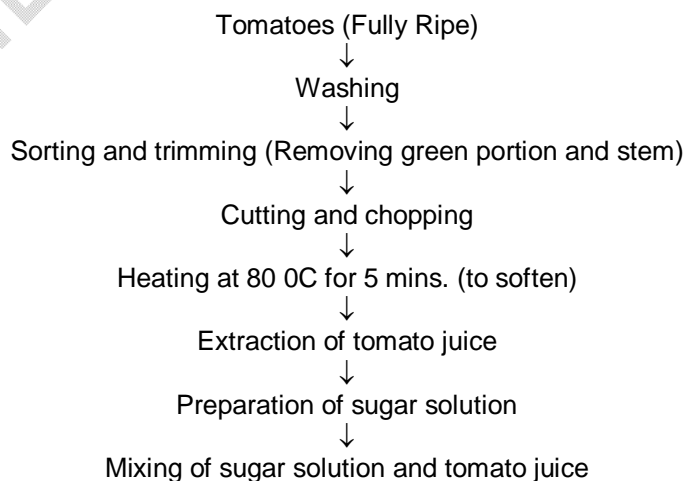 Tomatoes (Fully Ripe)
↓
Washing
↓
Sorting and trimming (Removing green portion and stem)
↓
Cutting and chopping
↓
Heating at 80 0C for 5 mins. (to soften)
↓
Extraction of tomato juice
↓
Preparation of sugar solution
↓
Mixing of sugar solution and tomato juice